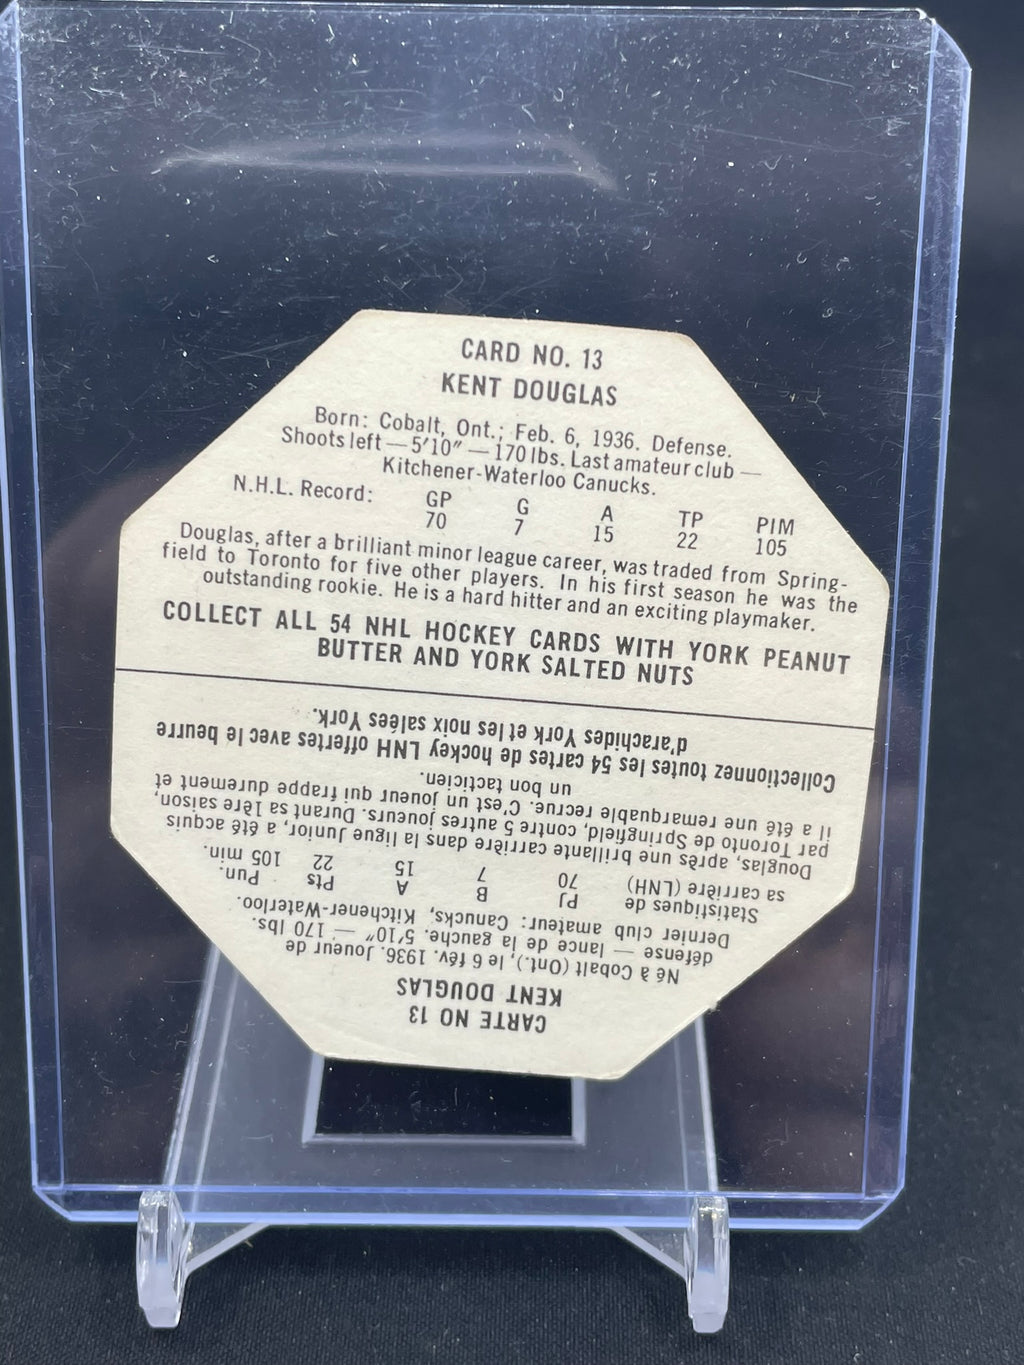 CARD NO. 13
KENT DOUGLAS
Born: Cobalt, Ont.; Feb. 6, 1936. Defense.
Shoots left — 5'10" — 170 lbs. Last amateur club —
Kitchener-Waterloo Canucks.
N.H.L. Record: GP G A TP PIM
70 7 15 22 105
Douglas, after a brilliant minor league career, was traded from Spring-
field to Toronto for five other players. In his first season he was the
outstanding rookie. He is a hard hitter and an exciting playmaker.
COLLECT ALL 54 NHL HOCKEY CARDS WITH YORK PEANUT
BUTTER AND YORK SALTED NUTS
CARTE NO 13
KENT DOUGLAS
Né à Cobalt (Ont.), le 6 fév. 1936. Joueur de
défense — lance de la gauche. 5'10" — 170 lbs.
Dernier club amateur: Canucks, Kitchener-Waterloo.
Statistiques de PJ B A Pts Pun.
sa carrière (LNH) 70 7 15 22 105 min.
Douglas, après une brillante carrière dans la ligue Junior, a été acquis
par Toronto de Springfield, contre 5 autres joueurs. Durant sa 1ère saison,
il a été une remarquable recrue. C'est un joueur qui frappe durement et
un bon tacticien.
Collectionnez toutes les 54 cartes de hockey LNH offertes avec le beurre
d'arachides York et les noix salées York.